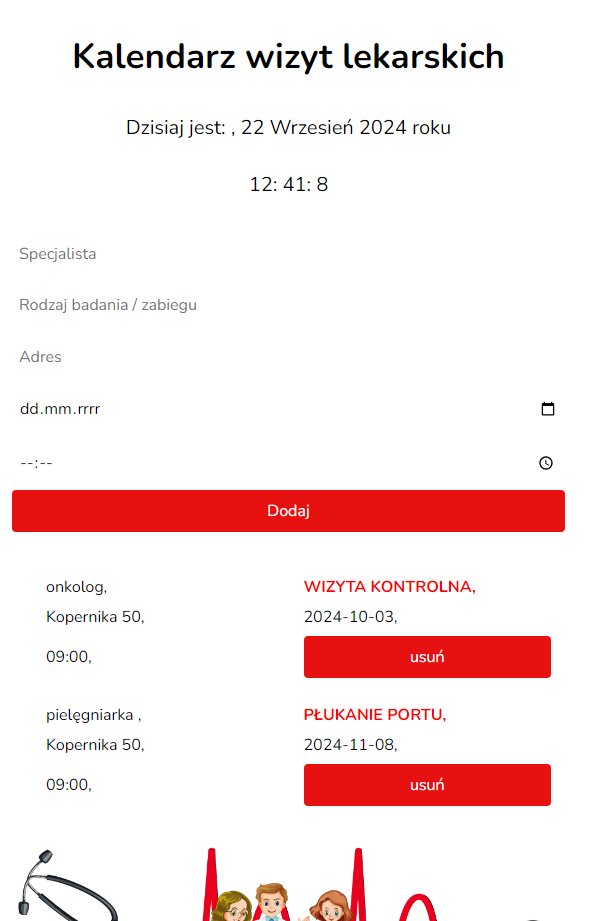 Kalendarz wizyt lekarskich
Dzisiaj jest: , 22 Wrzesień 2024 roku
12: 41: 8
Specjalista
Rodzaj badania / zabiegu
Adres
dd.mm.rrrr
--:--
Dodaj
onkolog, WIZYTA KONTROLNA,
Kopernika 50, 2024-10-03,
09:00, usuń
pielęgniarka , PŁUKANIE PORTU,
Kopernika 50, 2024-11-08,
09:00, usuń